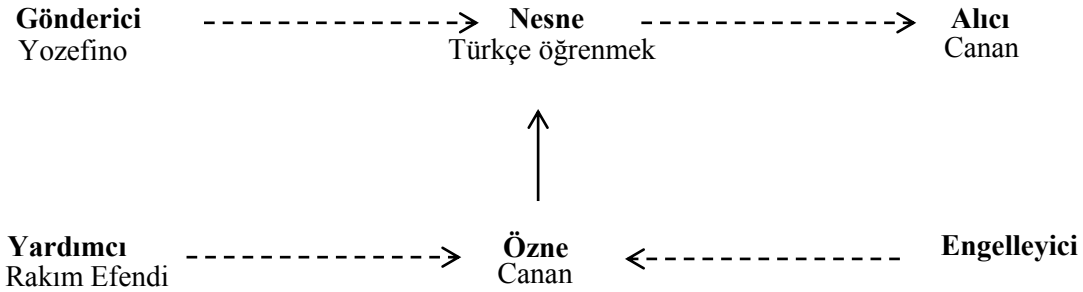 Gönderici Nesne Alıcı
Yozefino Türkçe öğrenmek Canan
Yardımcı Özne Engelleyici
Rakım Efendi Canan